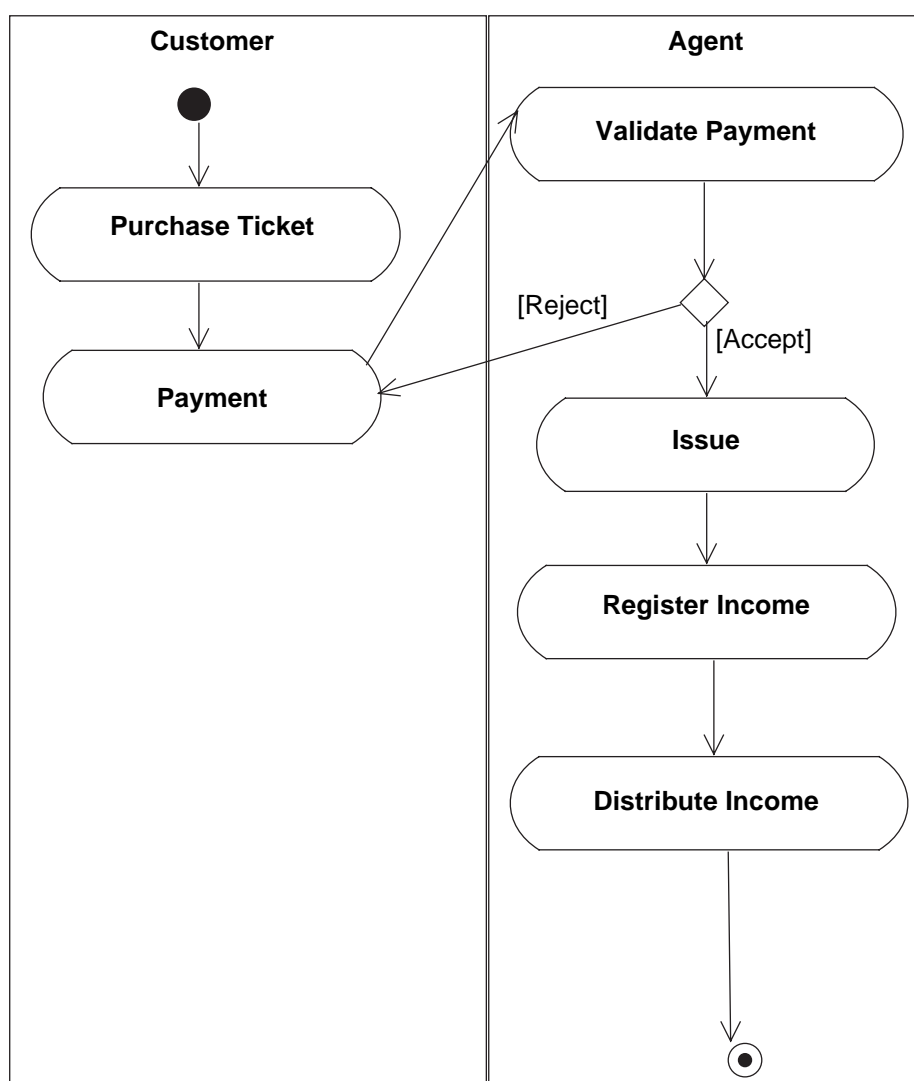 Customer
Agent
Validate Payment
Purchase Ticket
[Reject]
[Accept]
Payment
Issue
Register Income
Distribute Income